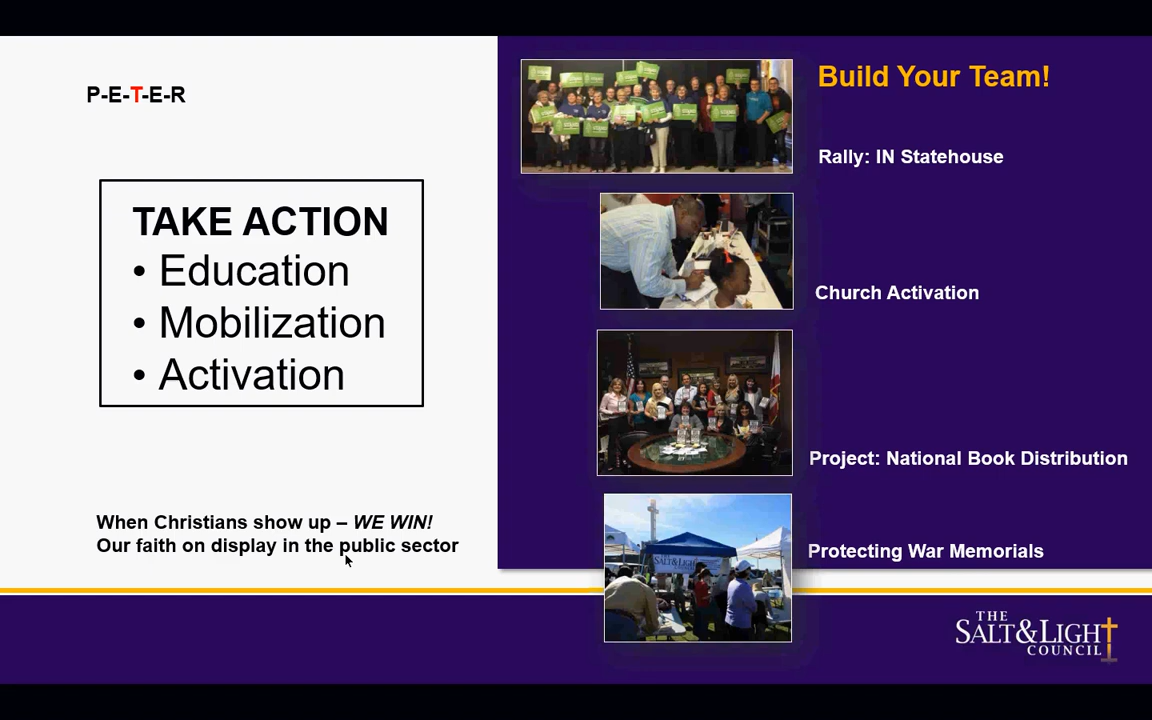 P-E-T-E-R
TAKE ACTION
• Education
• Mobilization
• Activation
When Christians show up – WE WIN!
Our faith on display in the public sector
Build Your Team!
Rally: IN Statehouse
Church Activation
Project: National Book Distribution
Protecting War Memorials
SALT&LIGHT
THE
SALT&LIGHT
COUNCIL